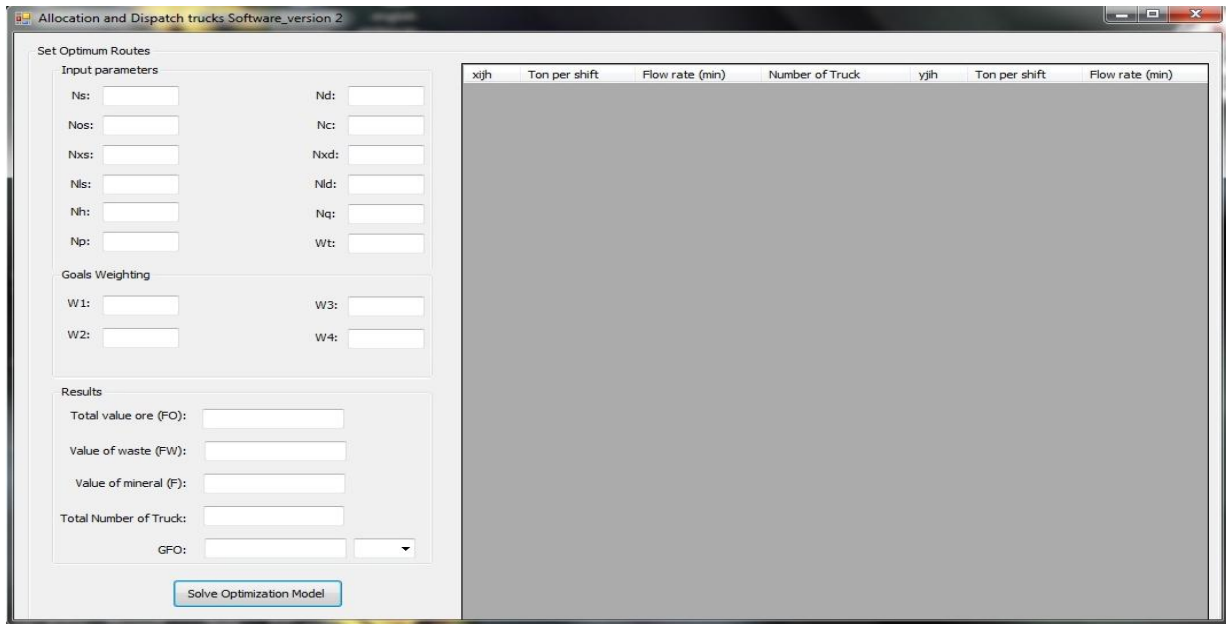 Allocation and Dispatch trucks Software_version 2
Set Optimum Routes
Input parameters
Ns:
Nd:
Nos:
Nc:
Nxs:
Nxd:
Nls:
Nld:
Nh:
Nq:
Np:
Wt:
Goals Weighting
W1:
W3:
W2:
W4:
Results
Total value ore (FO):
Value of waste (FW):
Value of mineral (F):
Total Number of Truck:
GFO:
Solve Optimization Model
xijh Ton per shift Flow rate (min) Number of Truck yjih Ton per shift Flow rate (min)